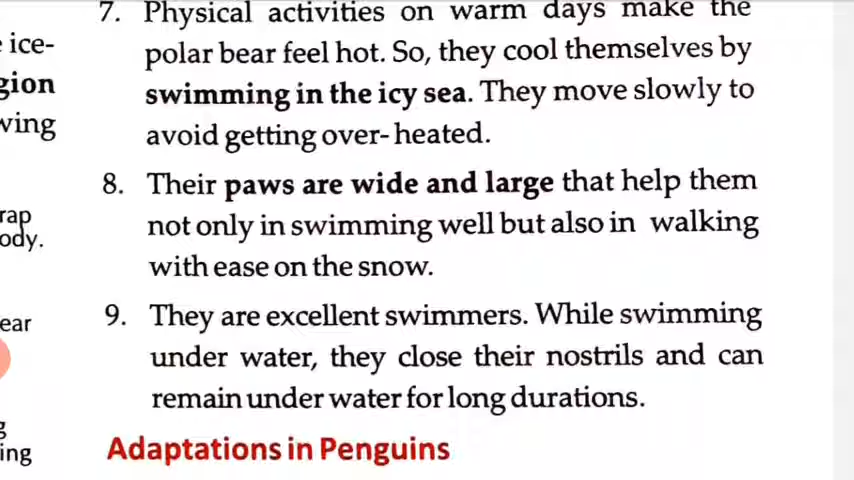 7. Physical activities on warm days make the
polar bear feel hot. So, they cool themselves by
swimming in the icy sea. They move slowly to
avoid getting over-heated.
8. Their paws are wide and large that help them
not only in swimming well but also in walking
with ease on the snow.
9. They are excellent swimmers. While swimming
under water, they close their nostrils and can
remain under water for long durations.
Adaptations in Penguins
ice-
gion
wing
rap
ody.
ear
ing